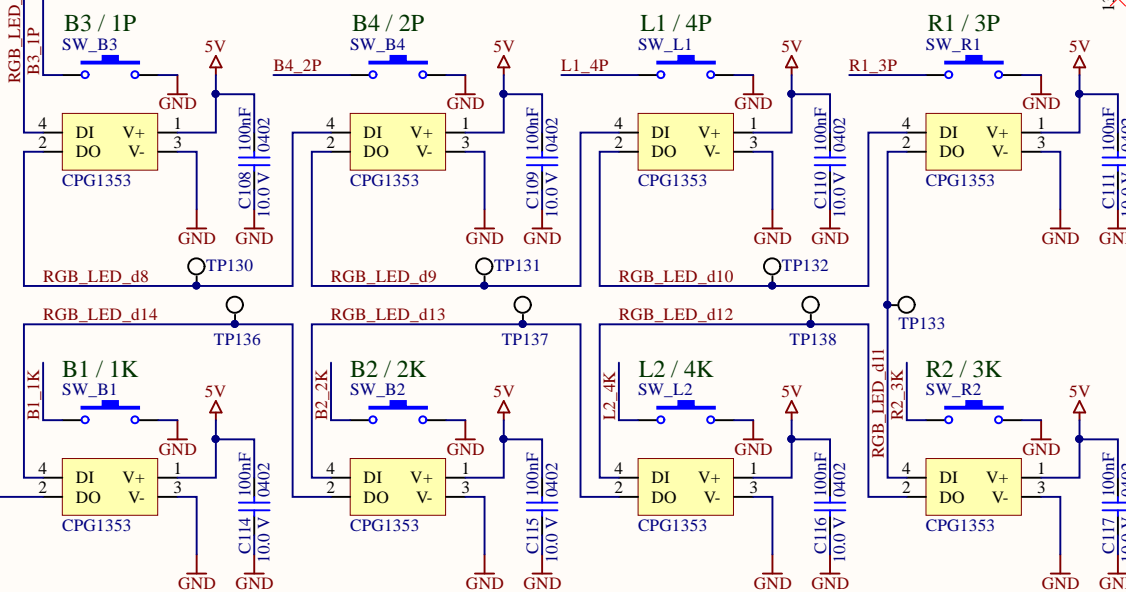 RGB_LED_
B3_1P
B3 / 1P
SW_B3
5V
GND
4 DI V+ 1
2 DO V- 3
CPG1353
100nF
0402
C108
10.0 V
GND
GND
B4 / 2P
SW_B4
B4_2P
5V
GND
4 DI V+ 1
2 DO V- 3
CPG1353
100nF
0402
C109
10.0 V
GND
GND
L1 / 4P
SW_L1
L1_4P
5V
GND
4 DI V+ 1
2 DO V- 3
CPG1353
100nF
0402
C110
10.0 V
GND
GND
R1 / 3P
SW_R1
R1_3P
5V
GND
4 DI V+ 1
2 DO V- 3
CPG1353
100nF
0402
C111
10.0 V
GND
GND
RGB_LED_d8
TP130
RGB_LED_d9
TP131
RGB_LED_d10
TP132
TP133
RGB_LED_d11
RGB_LED_d14
TP136
RGB_LED_d13
TP137
RGB_LED_d12
TP138
B1 / 1K
SW_B1
B1_1K
5V
GND
4 DI V+ 1
2 DO V- 3
CPG1353
100nF
0402
C114
10.0 V
GND
GND
B2 / 2K
SW_B2
B2_2K
5V
GND
4 DI V+ 1
2 DO V- 3
CPG1353
100nF
0402
C115
10.0 V
GND
GND
L2 / 4K
SW_L2
L2_4K
5V
GND
4 DI V+ 1
2 DO V- 3
CPG1353
100nF
0402
C116
10.0 V
GND
GND
R2 / 3K
SW_R2
R2_3K
5V
GND
4 DI V+ 1
2 DO V- 3
CPG1353
100nF
0402
C117
10.0 V
GND
GND